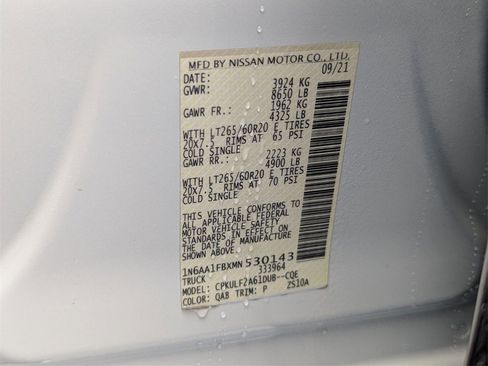 MFD BY NISSAN MOTOR CO., LTD.
DATE: 09/21
GVWR: 3924 KG
8650 LB
GAWR FR.: 1962 KG
4325 LB
WITH LT265/60R20 E TIRES
20X7.5 RIMS AT 65 PSI
COLD SINGLE
GAWR RR.: 2223 KG
4900 LB
WITH LT265/60R20 E TIRES
20X7.5 RIMS AT 70 PSI
COLD SINGLE
THIS VEHICLE CONFORMS TO
ALL APPLICABLE FEDERAL
MOTOR VEHICLE SAFETY
STANDARDS IN EFFECT ON
THE DATE OF MANUFACTURE
1N6AA1FBXMN530143
TRUCK 333964
MODEL: CPKULF2A61DUB--CQE
COLOR: QAB TRIM: P ZS10A